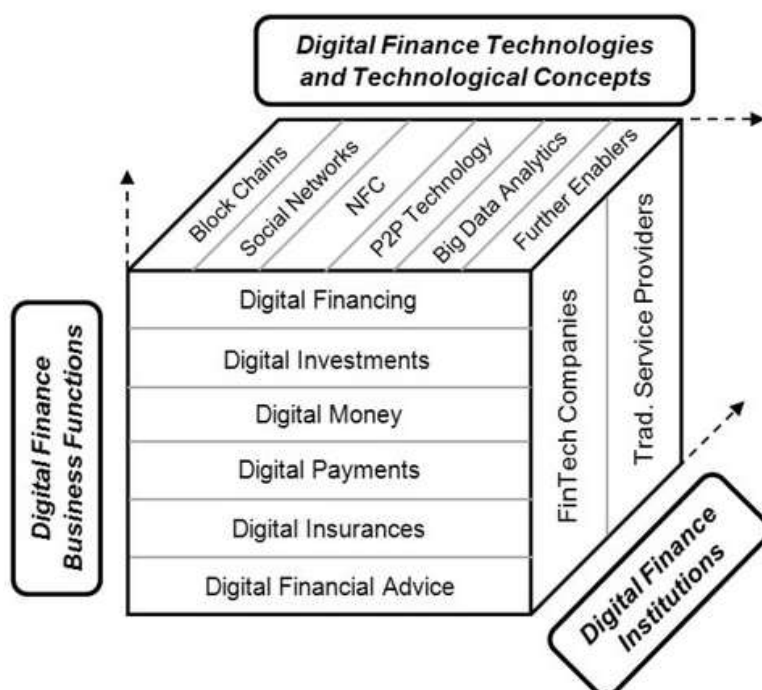 Digital Finance Technologies
and Technological Concepts
Block Chains
Social Networks
NFC
P2P Technology
Big Data Analytics
Further Enablers
Digital Finance
Business Functions
Digital Financing
Digital Investments
Digital Money
Digital Payments
Digital Insurances
Digital Financial Advice
FinTech Companies
Trad. Service Providers
Digital Finance
Institutions